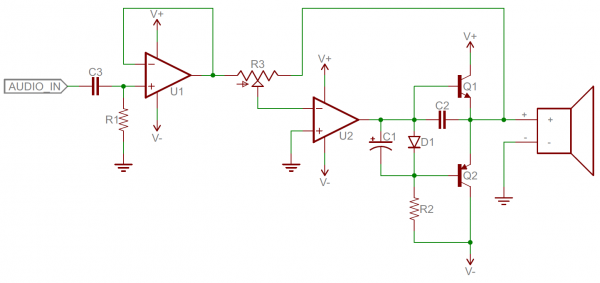 V+
V+
R3
−
V+
Q1
C3
AUDIO_IN
+
U1
−
C2
+
+
R1
+
U2
C1
D1
-
-
V-
Q2
V-
R2
V-